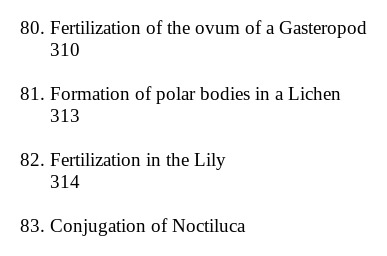 80. Fertilization of the ovum of a Gasteropod
310
81. Formation of polar bodies in a Lichen
313
82. Fertilization in the Lily
314
83. Conjugation of Noctiluca